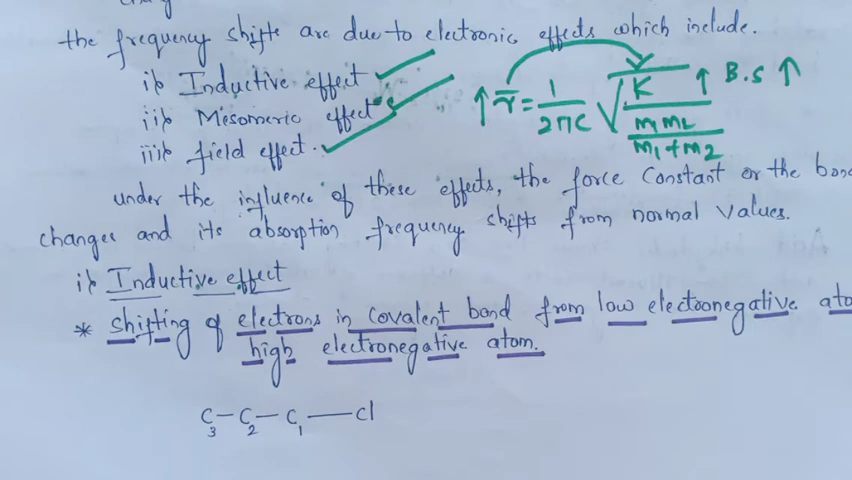 the frequency shifts are due to electronic effects which include.
i⟩ Inductive effect
ii⟩ Mesomeric effect
iii⟩ field effect.
↑ ν̅ = 1/2πc √(K/(m1 m2/m1+m2)) ↑ B.S ↑
under the influence of these effects, the force Constant or the bond
changes and its absorption frequency shifts from normal values.
i⟩ Inductive effect
* Shifting of electrons in covalent bond from low electronegative ato
high electronegative atom.
C3 - C2 - C1 — Cl